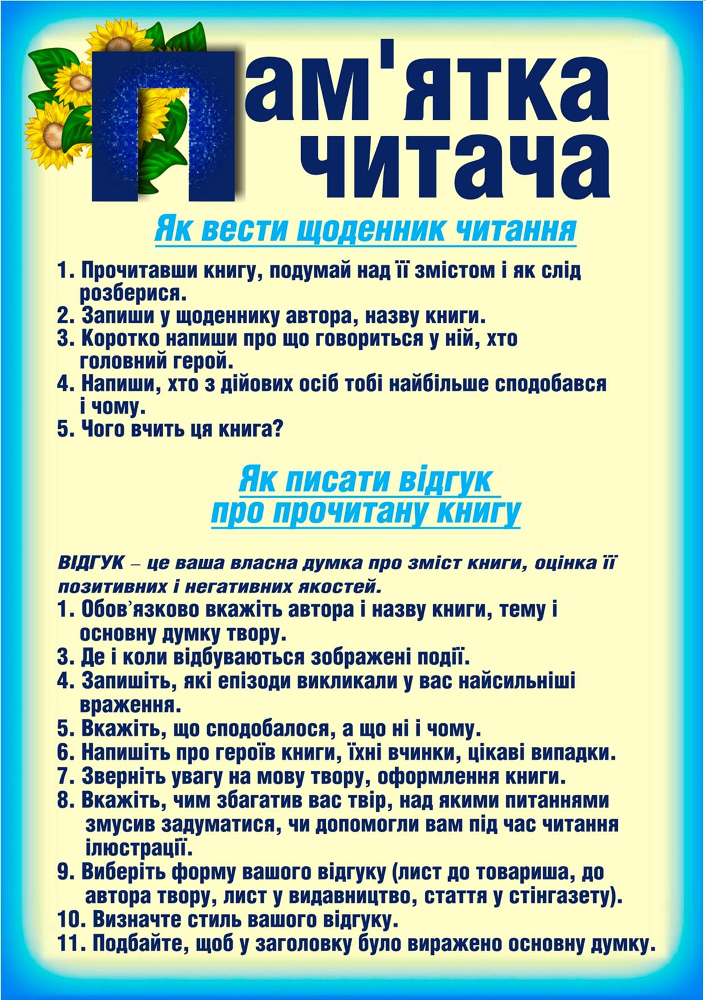 Пам'ятка
читача
Як вести щоденник читання
1. Прочитавши книгу, подумай над її змістом і як слід
розберися.
2. Запиши у щоденнику автора, назву книги.
3. Коротко напиши про що говориться у ній, хто
головний герой.
4. Напиши, хто з дійових осіб тобі найбільше сподобався
і чому.
5. Чого вчить ця книга?
Як писати відгук
про прочитану книгу
ВІДГУК – це ваша власна думка про зміст книги, оцінка її
позитивних і негативних якостей.
1. Обов’язково вкажіть автора і назву книги, тему і
основну думку твору.
3. Де і коли відбуваються зображені події.
4. Запишіть, які епізоди викликали у вас найсильніші
враження.
5. Вкажіть, що сподобалося, а що ні і чому.
6. Напишіть про героїв книги, їхні вчинки, цікаві випадки.
7. Зверніть увагу на мову твору, оформлення книги.
8. Вкажіть, чим збагатив вас твір, над якими питаннями
змусив задуматися, чи допомогли вам під час читання
ілюстрації.
9. Виберіть форму вашого відгуку (лист до товариша, до
автора твору, лист у видавництво, стаття у стінгазету).
10. Визначте стиль вашого відгуку.
11. Подбайте, щоб у заголовку було виражено основну думку.